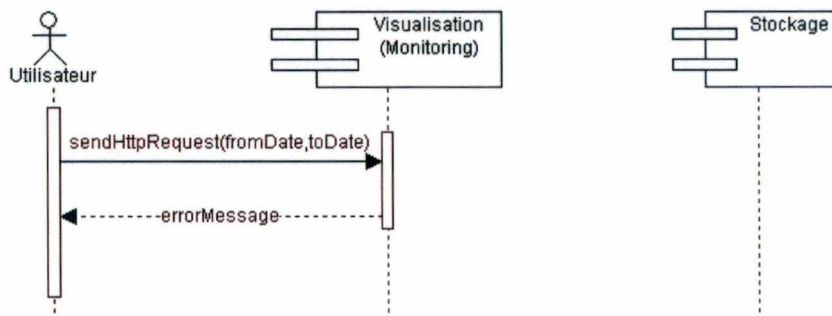 Utilisateur
Visualisation
(Monitoring)
Stockage
sendHttpRequest(fromDate,toDate)
errorMessage